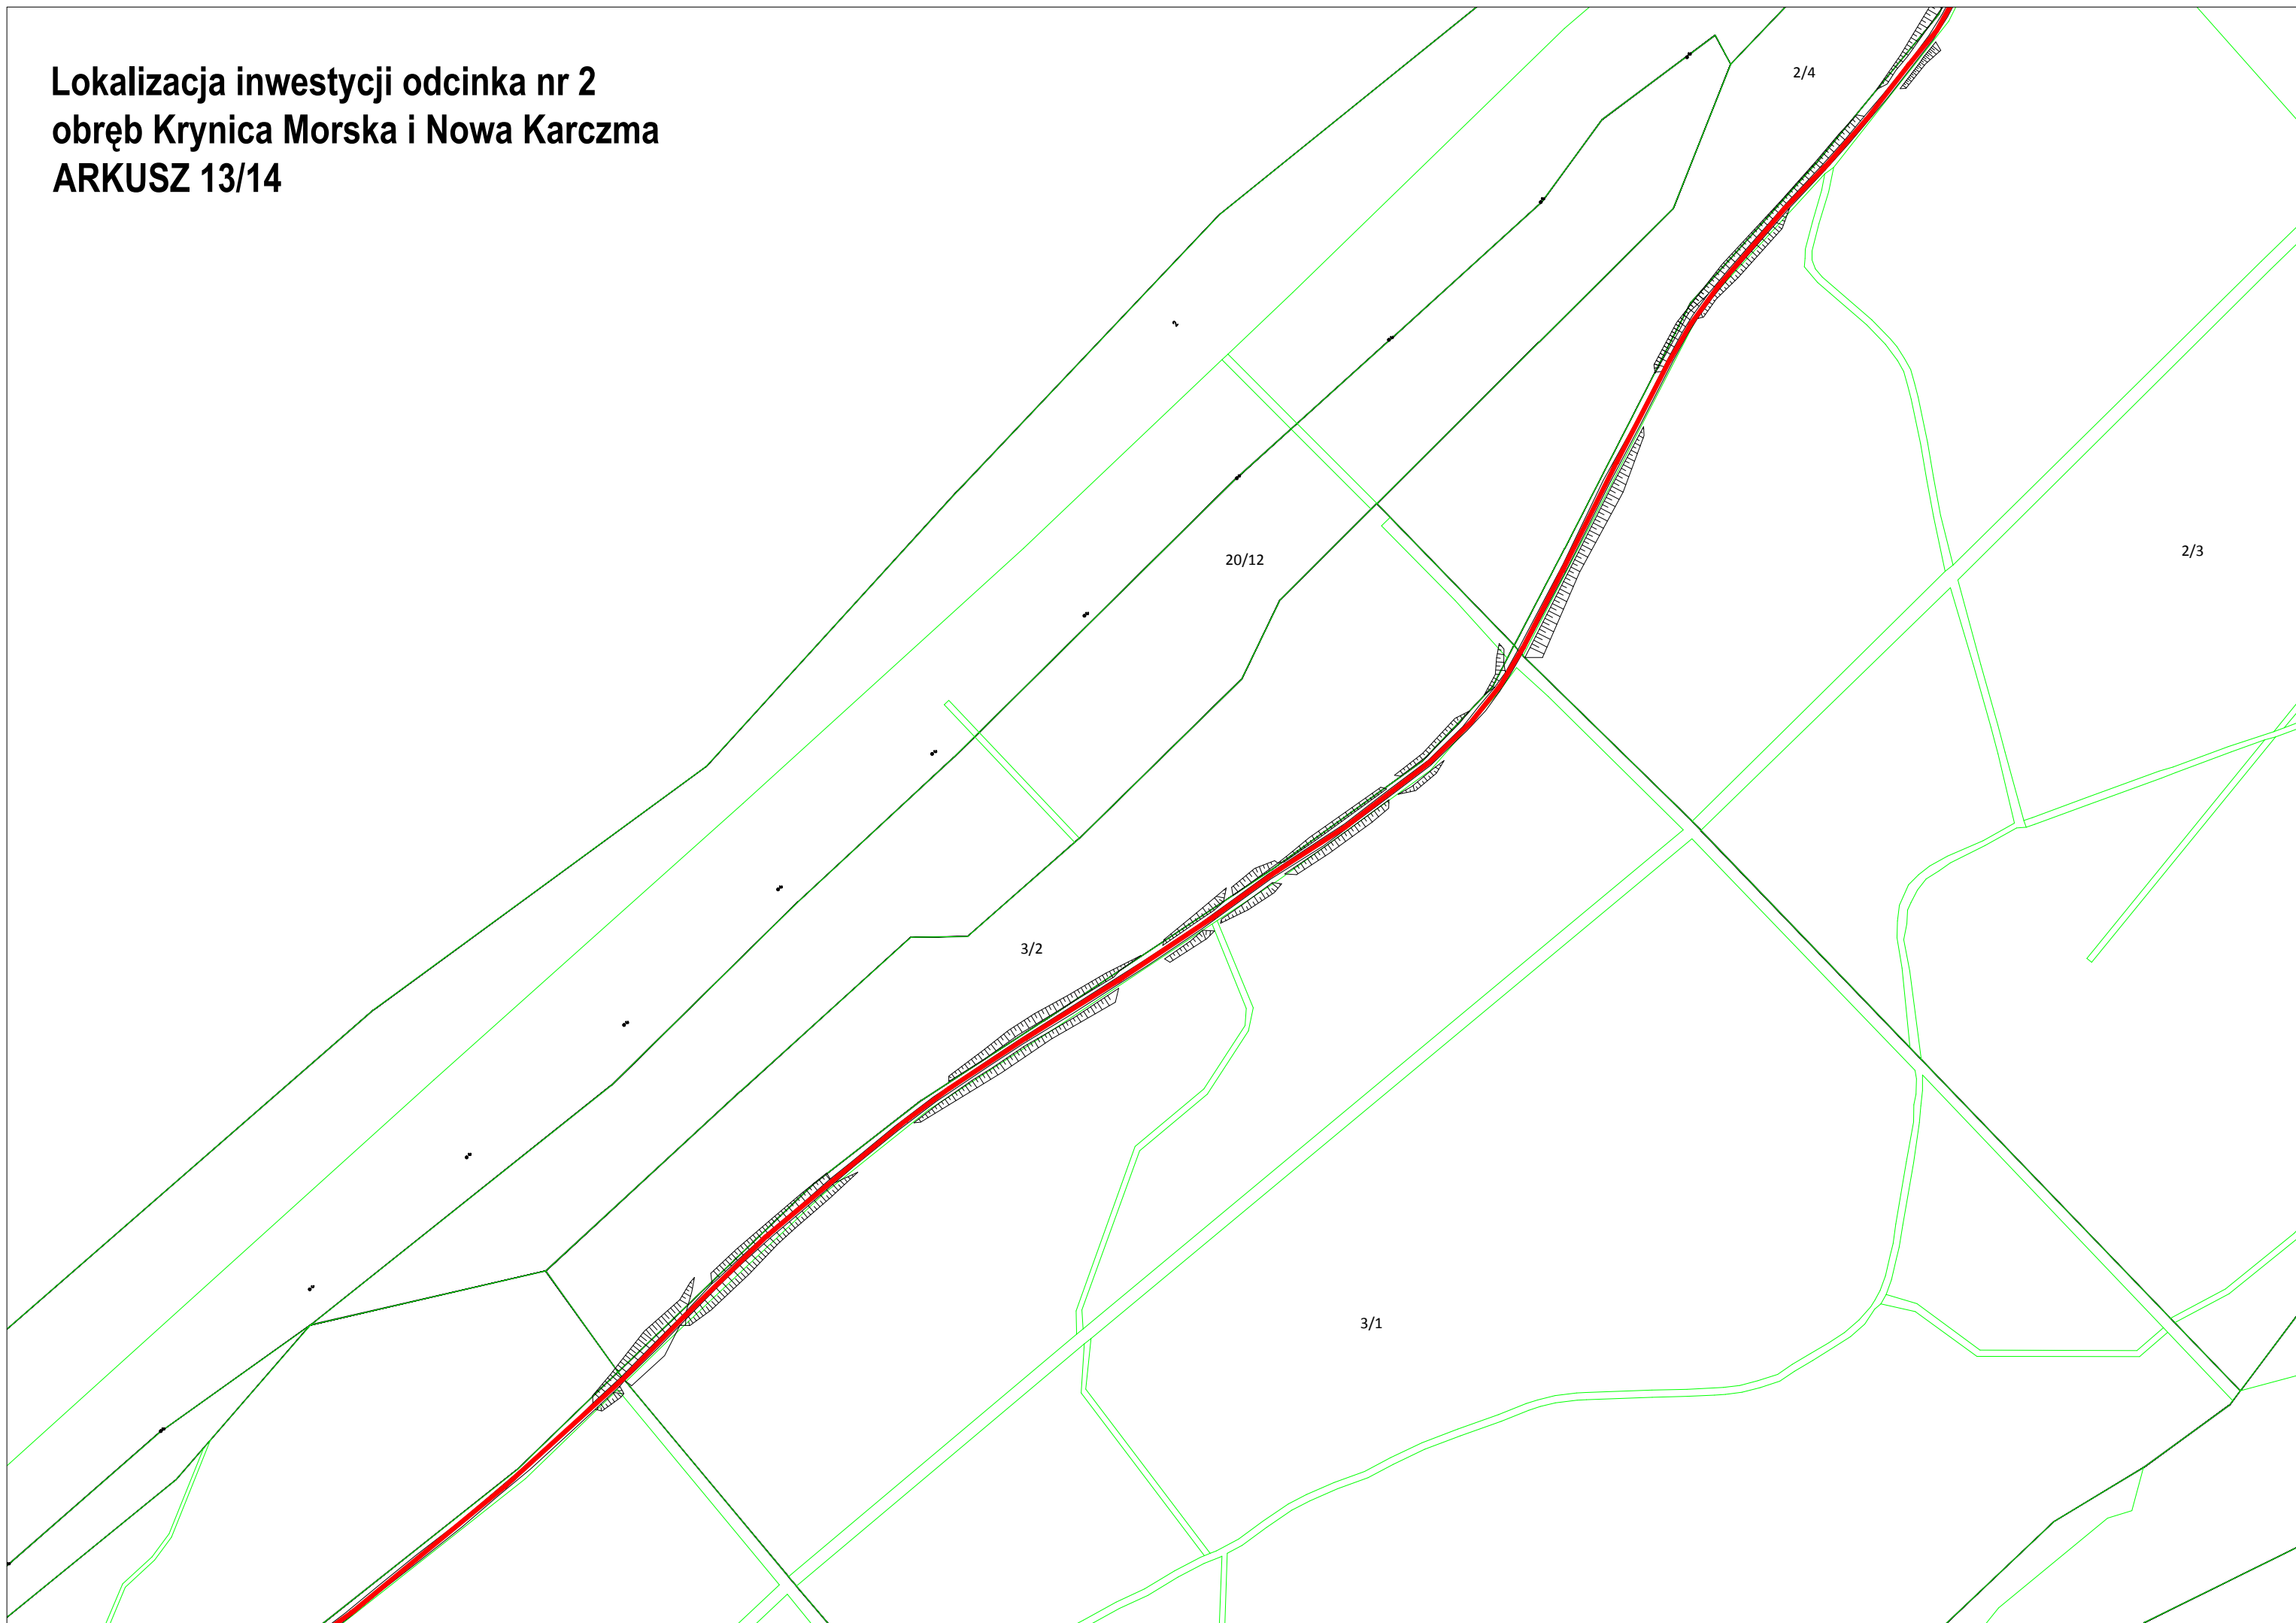 Lokalizacja inwestycji odcinka nr 2
obręb Krynica Morska i Nowa Karczma
ARKUSZ 13/14
2/4
2
2/3
20/12
3/2
3/1